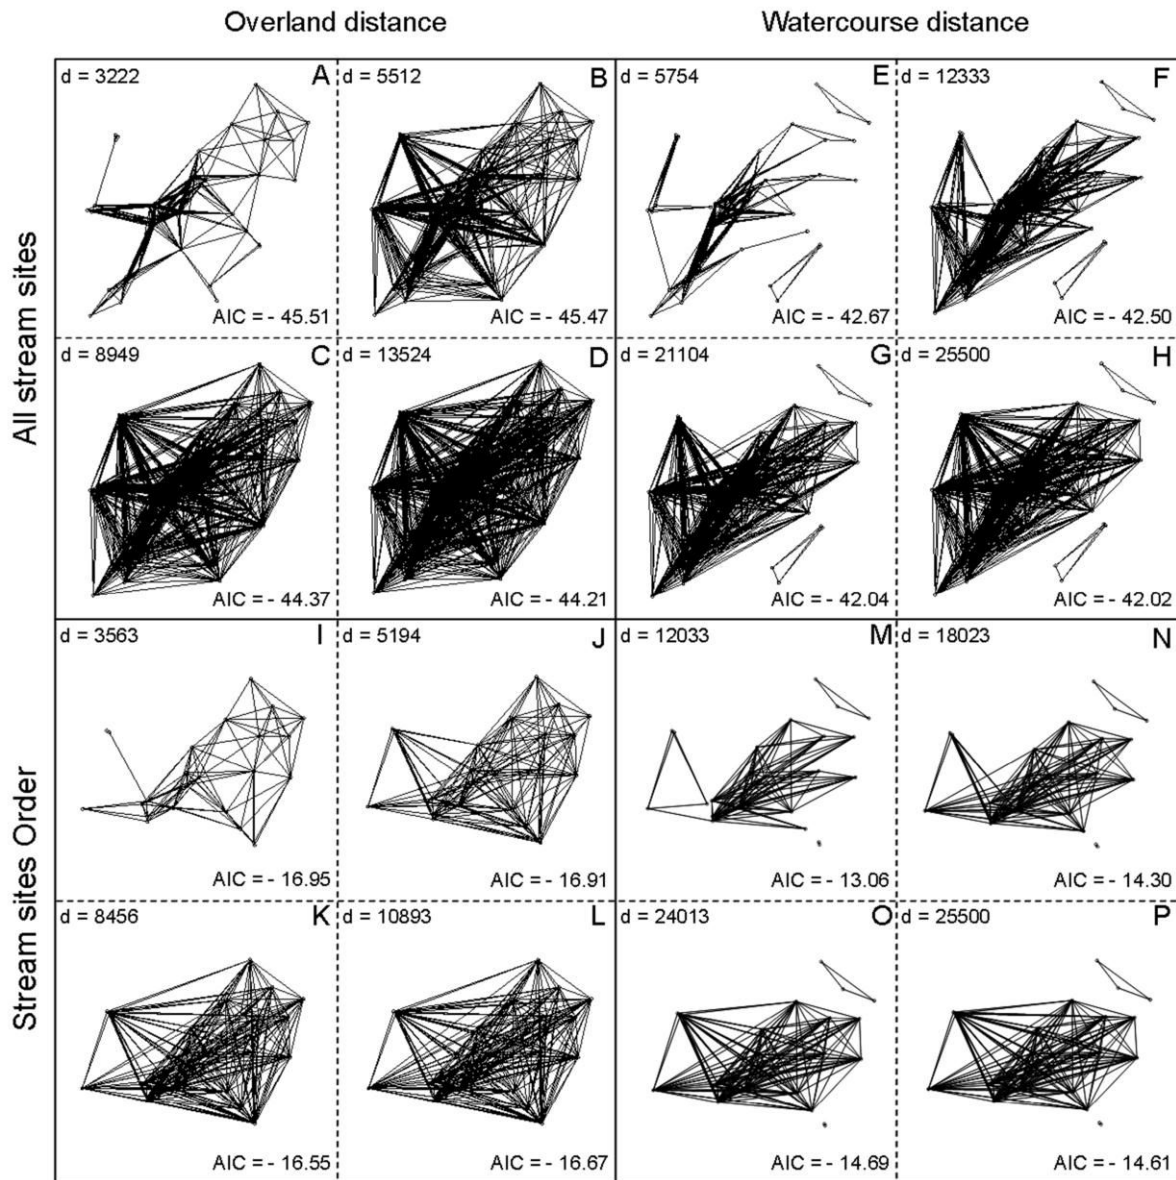 Overland distance
Watercourse distance
All stream sites
Stream sites Order
d = 3222 A
AIC = - 45.51
d = 5512 B
AIC = - 45.47
d = 5754 E
AIC = - 42.67
d = 12333 F
AIC = - 42.50
d = 8949 C
AIC = - 44.37
d = 13524 D
AIC = - 44.21
d = 21104 G
AIC = - 42.04
d = 25500 H
AIC = - 42.02
d = 3563 I
AIC = - 16.95
d = 5194 J
AIC = - 16.91
d = 12033 M
AIC = - 13.06
d = 18023 N
AIC = - 14.30
d = 8456 K
AIC = - 16.55
d = 10893 L
AIC = - 16.67
d = 24013 O
AIC = - 14.69
d = 25500 P
AIC = - 14.61